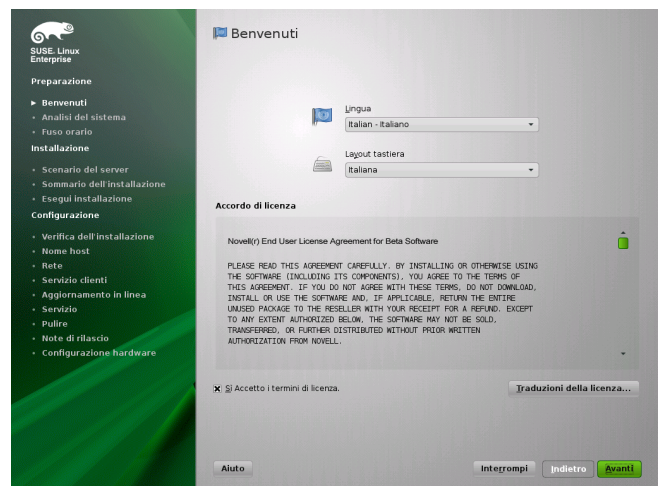 SUSE. Linux
Enterprise
Preparazione
Benvenuti
Analisi del sistema
Fuso orario
Installazione
Scenario del server
Sommario dell'installazione
Esegui installazione
Configurazione
Verifica dell'installazione
Nome host
Rete
Servizio clienti
Aggiornamento in linea
Servizio
Pulire
Note di rilascio
Configurazione hardware
Benvenuti
Lingua
Italian - Italiano
Layout tastiera
Italiana
Accordo di licenza
Novell(r) End User License Agreement for Beta Software
PLEASE READ THIS AGREEMENT CAREFULLY. BY INSTALLING OR OTHERWISE USING
THE SOFTWARE (INCLUDING ITS COMPONENTS), YOU AGREE TO THE TERMS OF
THIS AGREEMENT. IF YOU DO NOT AGREE WITH THESE TERMS, DO NOT DOWNLOAD,
INSTALL OR USE THE SOFTWARE AND, IF APPLICABLE, RETURN THE ENTIRE
UNUSED PACKAGE TO THE RESELLER WITH YOUR RECEIPT FOR A REFUND. EXCEPT
TO ANY EXTENT AUTHORIZED BELOW, THE SOFTWARE MAY NOT BE SOLD,
TRANSFERRED, OR FURTHER DISTRIBUTED WITHOUT PRIOR WRITTEN
AUTHORIZATION FROM NOVELL.
Sì Accetto i termini di licenza.
Traduzioni della licenza...
Aiuto
Interrompi
Indietro
Avanti